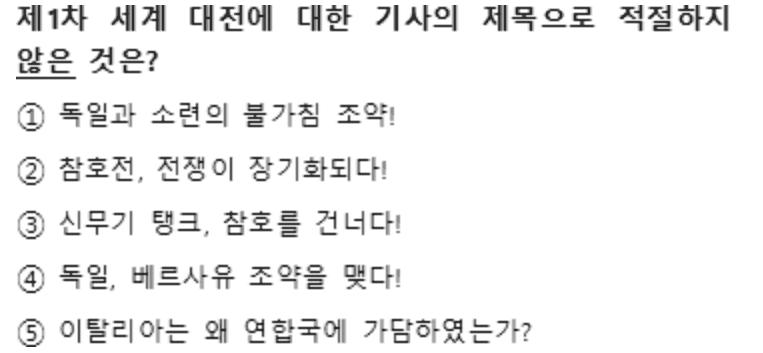 제1차 세계 대전에 대한 기사의 제목으로 적절하지
않은 것은?
① 독일과 소련의 불가침 조약!
② 참호전, 전쟁이 장기화되다!
③ 신무기 탱크, 참호를 건너다!
④ 독일, 베르사유 조약을 맺다!
⑤ 이탈리아는 왜 연합국에 가담하였는가?